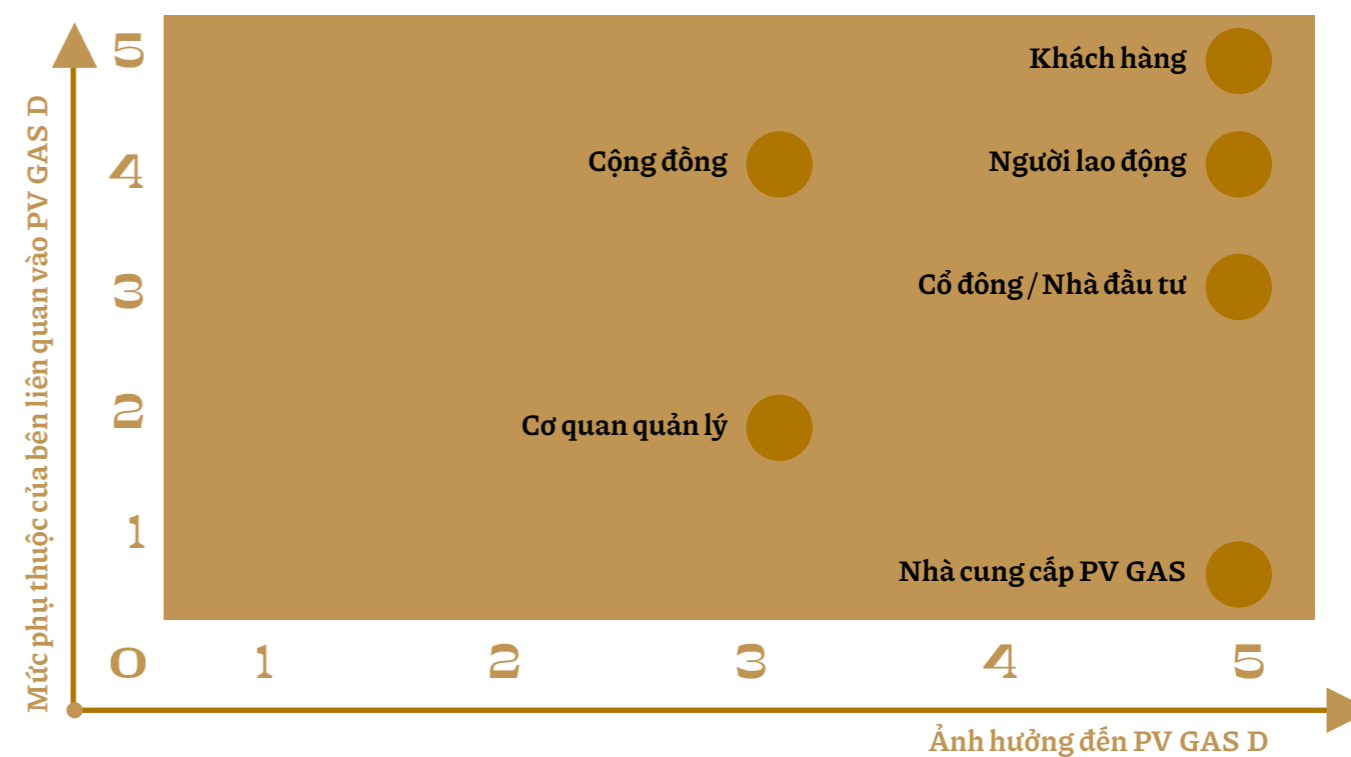 Mức phụ thuộc của bên liên quan vào PV GAS D
5
Khách hàng
4
Cộng đồng
Người lao động
3
Cổ đông / Nhà đầu tư
2
Cơ quan quản lý
1
Nhà cung cấp PV GAS
0 1 2 3 4 5
Ảnh hưởng đến PV GAS D